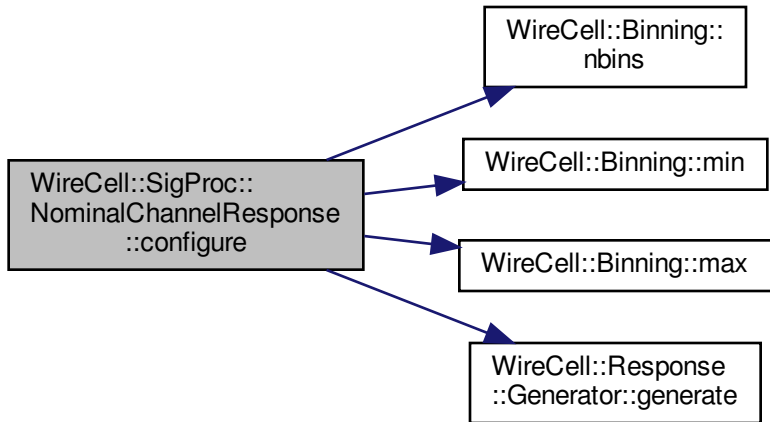 WireCell::SigProc::
NominalChannelResponse
::configure
WireCell::Binning::
nbins
WireCell::Binning::min
WireCell::Binning::max
WireCell::Response
::Generator::generate